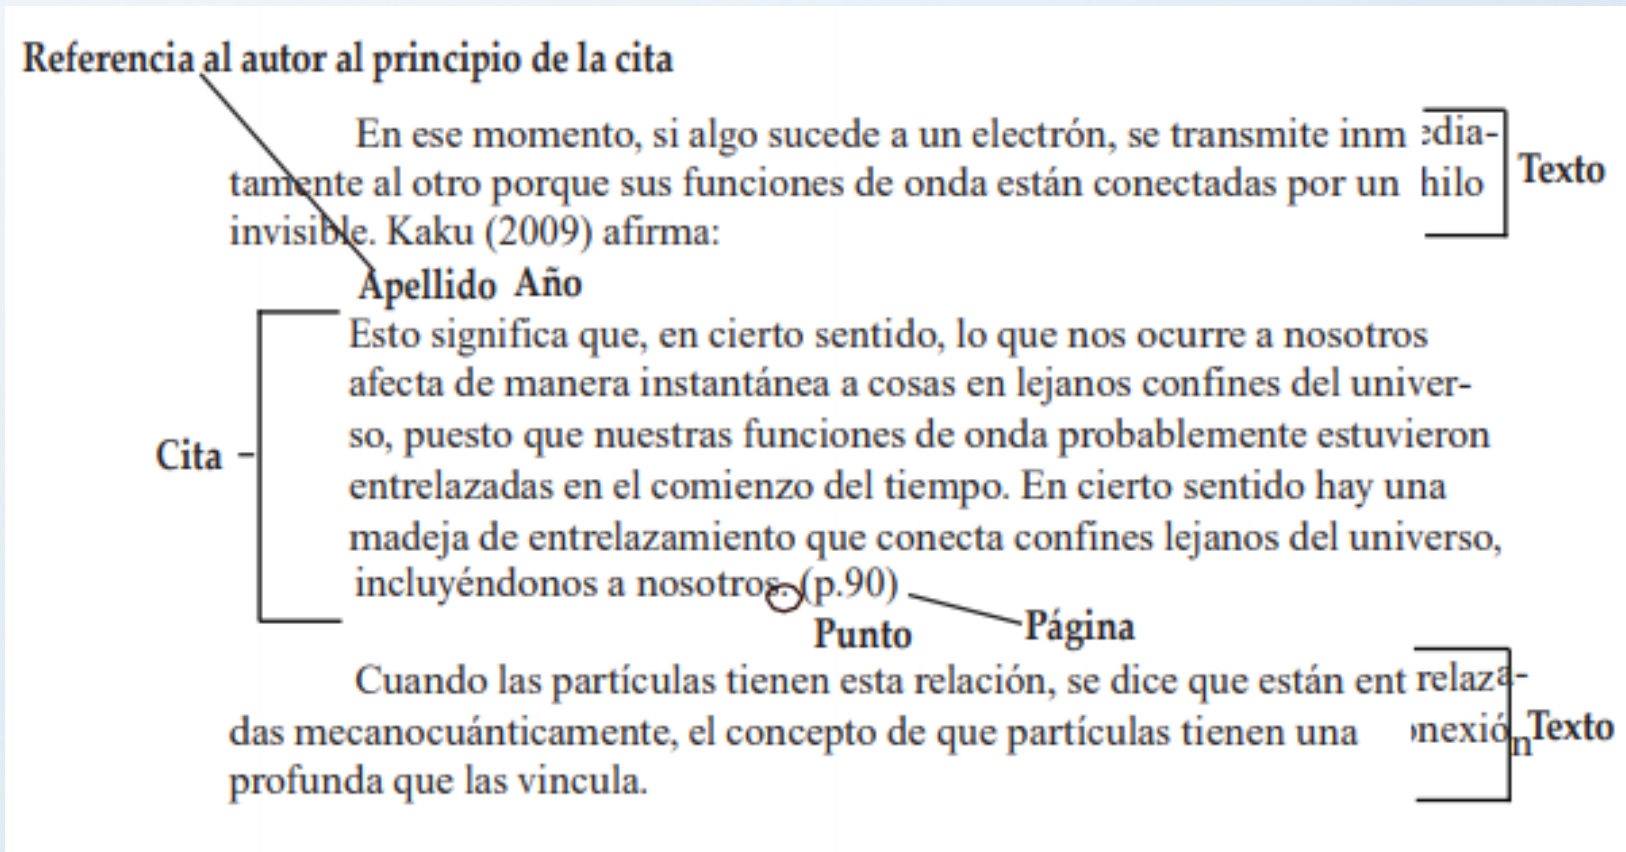 Referencia al autor al principio de la cita
En ese momento, si algo sucede a un electrón, se transmite inm edia-
tamente al otro porque sus funciones de onda están conectadas por un hilo
Texto
invisible. Kaku (2009) afirma:
Apellido Año
Esto significa que, en cierto sentido, lo que nos ocurre a nosotros
afecta de manera instantánea a cosas en lejanos confines del univer-
so, puesto que nuestras funciones de onda probablemente estuvieron
Cita
entrelazadas en el comienzo del tiempo. En cierto sentido hay una
madeja de entrelazamiento que conecta confines lejanos del universo,
incluyéndonos a nosotros. (p.90)
Punto
Página
Cuando las partículas tienen esta relación, se dice que están ent relaza-
das mecanocuánticamente, el concepto de que partículas tienen una onexión
Texto
profunda que las vincula.